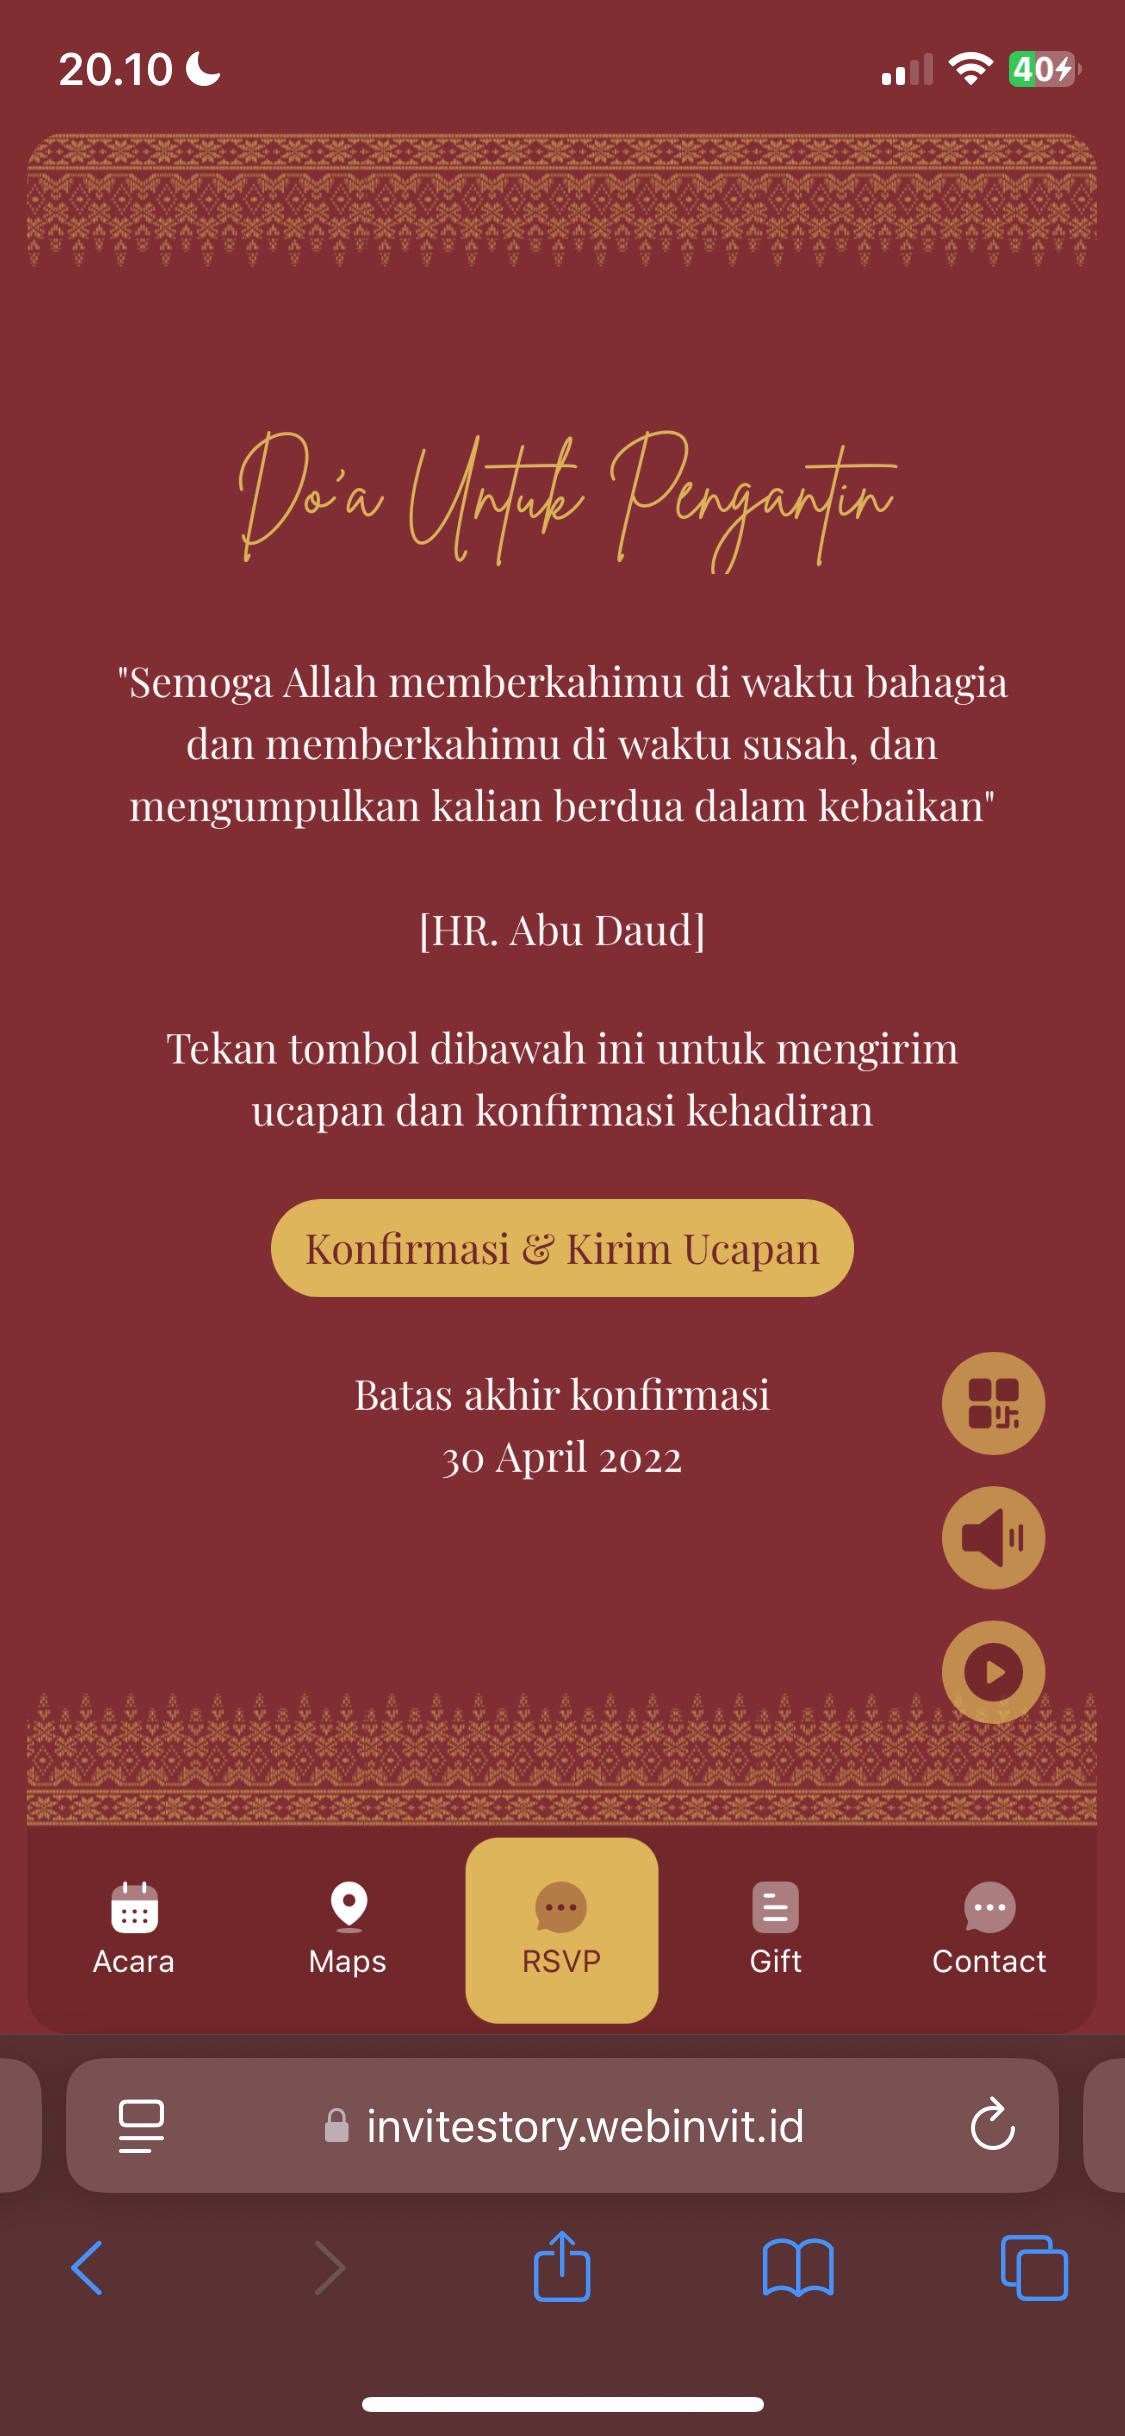 20.10
40
Do'a Untuk Pengantin
"Semoga Allah memberkahimu di waktu bahagia
dan memberkahimu di waktu susah, dan
mengumpulkan kalian berdua dalam kebaikan"
[HR. Abu Daud]
Tekan tombol dibawah ini untuk mengirim
ucapan dan konfirmasi kehadiran
Konfirmasi & Kirim Ucapan
Batas akhir konfirmasi
30 April 2022
Acara
Maps
RSVP
Gift
Contact
invitestory.webinvit.id